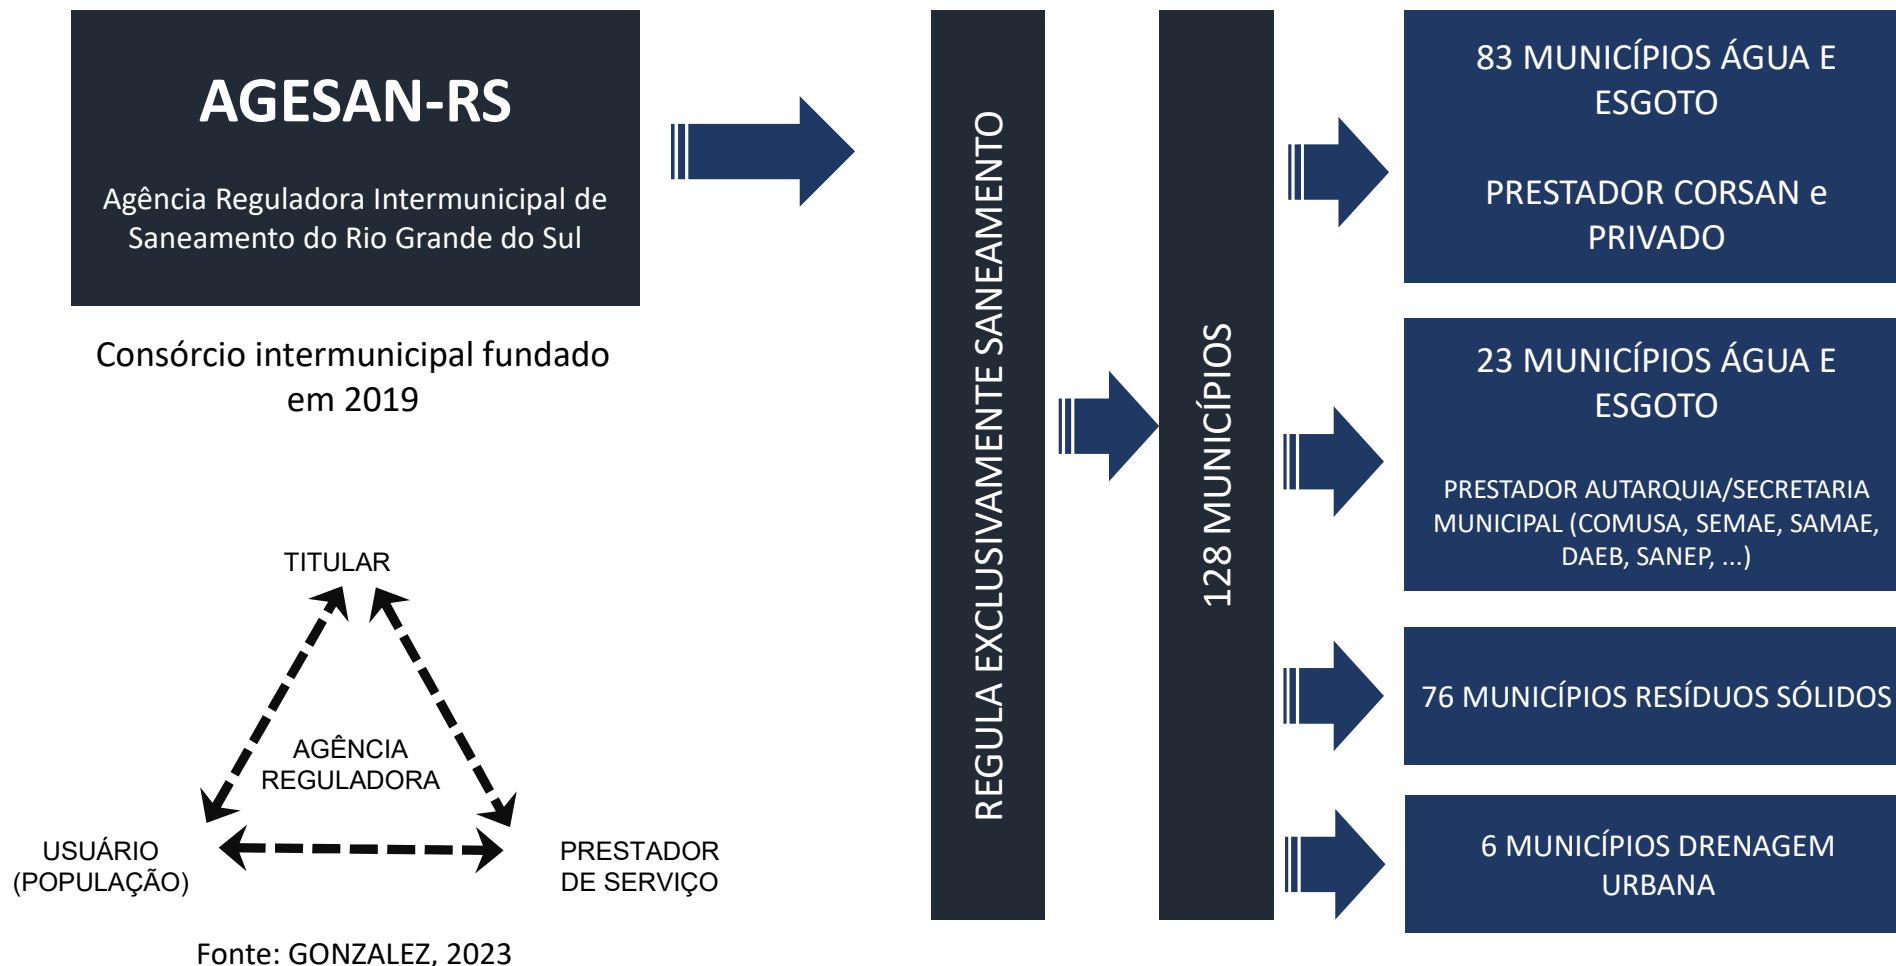 AGESAN-RS
Agência Reguladora Intermunicipal de
Saneamento do Rio Grande do Sul
Consórcio intermunicipal fundado
em 2019
TITULAR
AGÊNCIA
REGULADORA
USUÁRIO
(POPULAÇÃO)
PRESTADOR
DE SERVIÇO
Fonte: GONZALEZ, 2023
REGULA EXCLUSIVAMENTE SANEAMENTO
128 MUNICÍPIOS
83 MUNICÍPIOS ÁGUA E
ESGOTO
PRESTADOR CORSAN e
PRIVADO
23 MUNICÍPIOS ÁGUA E
ESGOTO
PRESTADOR AUTARQUIA/SECRETARIA
MUNICIPAL (COMUSA, SEMAE, SAMAE,
DAEB, SANEP, ...)
76 MUNICÍPIOS RESÍDUOS SÓLIDOS
6 MUNICÍPIOS DRENAGEM
URBANA